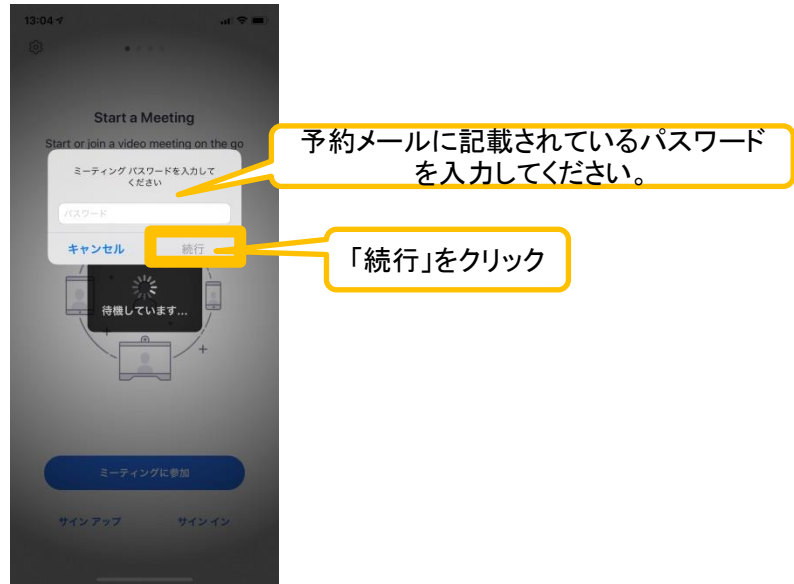 13:04
Start a Meeting
Start or join a video meeting on the go
予約メールに記載されているパスワード
を入力してください。
ミーティング パスワードを入力して
ください
パスワード
キャンセル
続行
「続行」をクリック
待機しています...
ミーティングに参加
サイン アップ
サイン イン